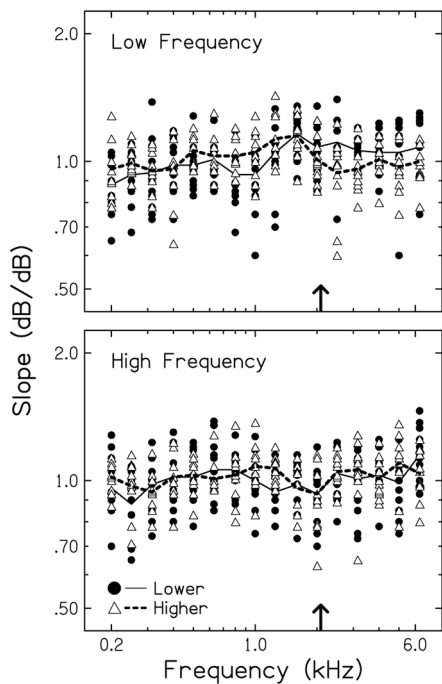 2.0
Low Frequency
1.0
.70
.50
Slope (dB/dB)
2.0
High Frequency
1.0
.70
Lower
Higher
.50
0.2 1.0 6.0
Frequency (kHz)